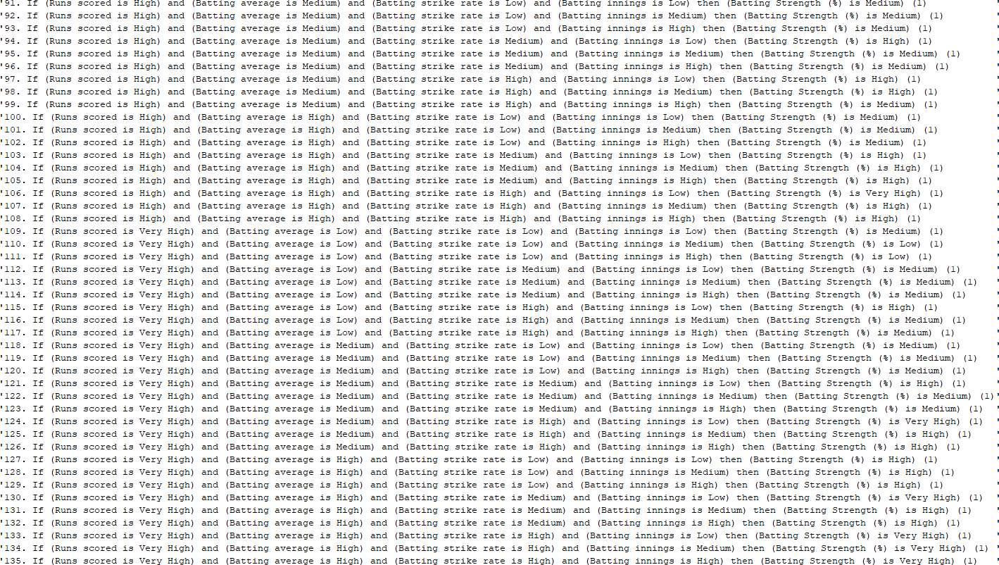 '91. If (Runs scored is High) and (Batting average is Medium) and (Batting strike rate is Low) and (Batting innings is Low) then (Batting Strength (%) is Medium) (1) '
'92. If (Runs scored is High) and (Batting average is Medium) and (Batting strike rate is Low) and (Batting innings is Medium) then (Batting Strength (%) is Medium) (1) '
'93. If (Runs scored is High) and (Batting average is Medium) and (Batting strike rate is Low) and (Batting innings is High) then (Batting Strength (%) is Medium) (1) '
'94. If (Runs scored is High) and (Batting average is Medium) and (Batting strike rate is Medium) and (Batting innings is Low) then (Batting Strength (%) is High) (1) '
'95. If (Runs scored is High) and (Batting average is Medium) and (Batting strike rate is Medium) and (Batting innings is Medium) then (Batting Strength (%) is Medium) (1) '
'96. If (Runs scored is High) and (Batting average is Medium) and (Batting strike rate is Medium) and (Batting innings is High) then (Batting Strength (%) is Medium) (1) '
'97. If (Runs scored is High) and (Batting average is Medium) and (Batting strike rate is High) and (Batting innings is Low) then (Batting Strength (%) is High) (1) '
'98. If (Runs scored is High) and (Batting average is Medium) and (Batting strike rate is High) and (Batting innings is Medium) then (Batting Strength (%) is High) (1) '
'99. If (Runs scored is High) and (Batting average is Medium) and (Batting strike rate is High) and (Batting innings is High) then (Batting Strength (%) is Medium) (1) '
'100. If (Runs scored is High) and (Batting average is High) and (Batting strike rate is Low) and (Batting innings is Low) then (Batting Strength (%) is Medium) (1) '
'101. If (Runs scored is High) and (Batting average is High) and (Batting strike rate is Low) and (Batting innings is Medium) then (Batting Strength (%) is Medium) (1) '
'102. If (Runs scored is High) and (Batting average is High) and (Batting strike rate is Low) and (Batting innings is High) then (Batting Strength (%) is Medium) (1) '
'103. If (Runs scored is High) and (Batting average is High) and (Batting strike rate is Medium) and (Batting innings is Low) then (Batting Strength (%) is High) (1) '
'104. If (Runs scored is High) and (Batting average is High) and (Batting strike rate is Medium) and (Batting innings is Medium) then (Batting Strength (%) is High) (1) '
'105. If (Runs scored is High) and (Batting average is High) and (Batting strike rate is Medium) and (Batting innings is High) then (Batting Strength (%) is High) (1) '
'106. If (Runs scored is High) and (Batting average is High) and (Batting strike rate is High) and (Batting innings is Low) then (Batting Strength (%) is Very High) (1) '
'107. If (Runs scored is High) and (Batting average is High) and (Batting strike rate is High) and (Batting innings is Medium) then (Batting Strength (%) is High) (1) '
'108. If (Runs scored is High) and (Batting average is High) and (Batting strike rate is High) and (Batting innings is High) then (Batting Strength (%) is High) (1) '
'109. If (Runs scored is Very High) and (Batting average is Low) and (Batting strike rate is Low) and (Batting innings is Low) then (Batting Strength (%) is Medium) (1) '
'110. If (Runs scored is Very High) and (Batting average is Low) and (Batting strike rate is Low) and (Batting innings is Medium) then (Batting Strength (%) is Low) (1) '
'111. If (Runs scored is Very High) and (Batting average is Low) and (Batting strike rate is Low) and (Batting innings is High) then (Batting Strength (%) is Low) (1) '
'112. If (Runs scored is Very High) and (Batting average is Low) and (Batting strike rate is Medium) and (Batting innings is Low) then (Batting Strength (%) is Medium) (1) '
'113. If (Runs scored is Very High) and (Batting average is Low) and (Batting strike rate is Medium) and (Batting innings is Medium) then (Batting Strength (%) is Medium) (1) '
'114. If (Runs scored is Very High) and (Batting average is Low) and (Batting strike rate is Medium) and (Batting innings is High) then (Batting Strength (%) is Medium) (1) '
'115. If (Runs scored is Very High) and (Batting average is Low) and (Batting strike rate is High) and (Batting innings is Low) then (Batting Strength (%) is High) (1) '
'116. If (Runs scored is Very High) and (Batting average is Low) and (Batting strike rate is High) and (Batting innings is Medium) then (Batting Strength (%) is Medium) (1) '
'117. If (Runs scored is Very High) and (Batting average is Low) and (Batting strike rate is High) and (Batting innings is High) then (Batting Strength (%) is Medium) (1) '
'118. If (Runs scored is Very High) and (Batting average is Medium) and (Batting strike rate is Low) and (Batting innings is Low) then (Batting Strength (%) is Medium) (1) '
'119. If (Runs scored is Very High) and (Batting average is Medium) and (Batting strike rate is Low) and (Batting innings is Medium) then (Batting Strength (%) is Medium) (1) '
'120. If (Runs scored is Very High) and (Batting average is Medium) and (Batting strike rate is Low) and (Batting innings is High) then (Batting Strength (%) is Medium) (1) '
'121. If (Runs scored is Very High) and (Batting average is Medium) and (Batting strike rate is Medium) and (Batting innings is Low) then (Batting Strength (%) is High) (1) '
'122. If (Runs scored is Very High) and (Batting average is Medium) and (Batting strike rate is Medium) and (Batting innings is Medium) then (Batting Strength (%) is Medium) (1)'
'123. If (Runs scored is Very High) and (Batting average is Medium) and (Batting strike rate is Medium) and (Batting innings is High) then (Batting Strength (%) is Medium) (1) '
'124. If (Runs scored is Very High) and (Batting average is Medium) and (Batting strike rate is High) and (Batting innings is Low) then (Batting Strength (%) is Very High) (1) '
'125. If (Runs scored is Very High) and (Batting average is Medium) and (Batting strike rate is High) and (Batting innings is Medium) then (Batting Strength (%) is High) (1) '
'126. If (Runs scored is Very High) and (Batting average is Medium) and (Batting strike rate is High) and (Batting innings is High) then (Batting Strength (%) is High) (1) '
'127. If (Runs scored is Very High) and (Batting average is High) and (Batting strike rate is Low) and (Batting innings is Low) then (Batting Strength (%) is High) (1) '
'128. If (Runs scored is Very High) and (Batting average is High) and (Batting strike rate is Low) and (Batting innings is Medium) then (Batting Strength (%) is High) (1) '
'129. If (Runs scored is Very High) and (Batting average is High) and (Batting strike rate is Low) and (Batting innings is High) then (Batting Strength (%) is High) (1) '
'130. If (Runs scored is Very High) and (Batting average is High) and (Batting strike rate is Medium) and (Batting innings is Low) then (Batting Strength (%) is Very High) (1) '
'131. If (Runs scored is Very High) and (Batting average is High) and (Batting strike rate is Medium) and (Batting innings is Medium) then (Batting Strength (%) is High) (1) '
'132. If (Runs scored is Very High) and (Batting average is High) and (Batting strike rate is Medium) and (Batting innings is High) then (Batting Strength (%) is High) (1) '
'133. If (Runs scored is Very High) and (Batting average is High) and (Batting strike rate is High) and (Batting innings is Low) then (Batting Strength (%) is Very High) (1) '
'134. If (Runs scored is Very High) and (Batting average is High) and (Batting strike rate is High) and (Batting innings is Medium) then (Batting Strength (%) is Very High) (1) '
'135. If (Runs scored is Very High) and (Batting average is High) and (Batting strike rate is High) and (Batting innings is High) then (Batting Strength (%) is Very High) (1) '